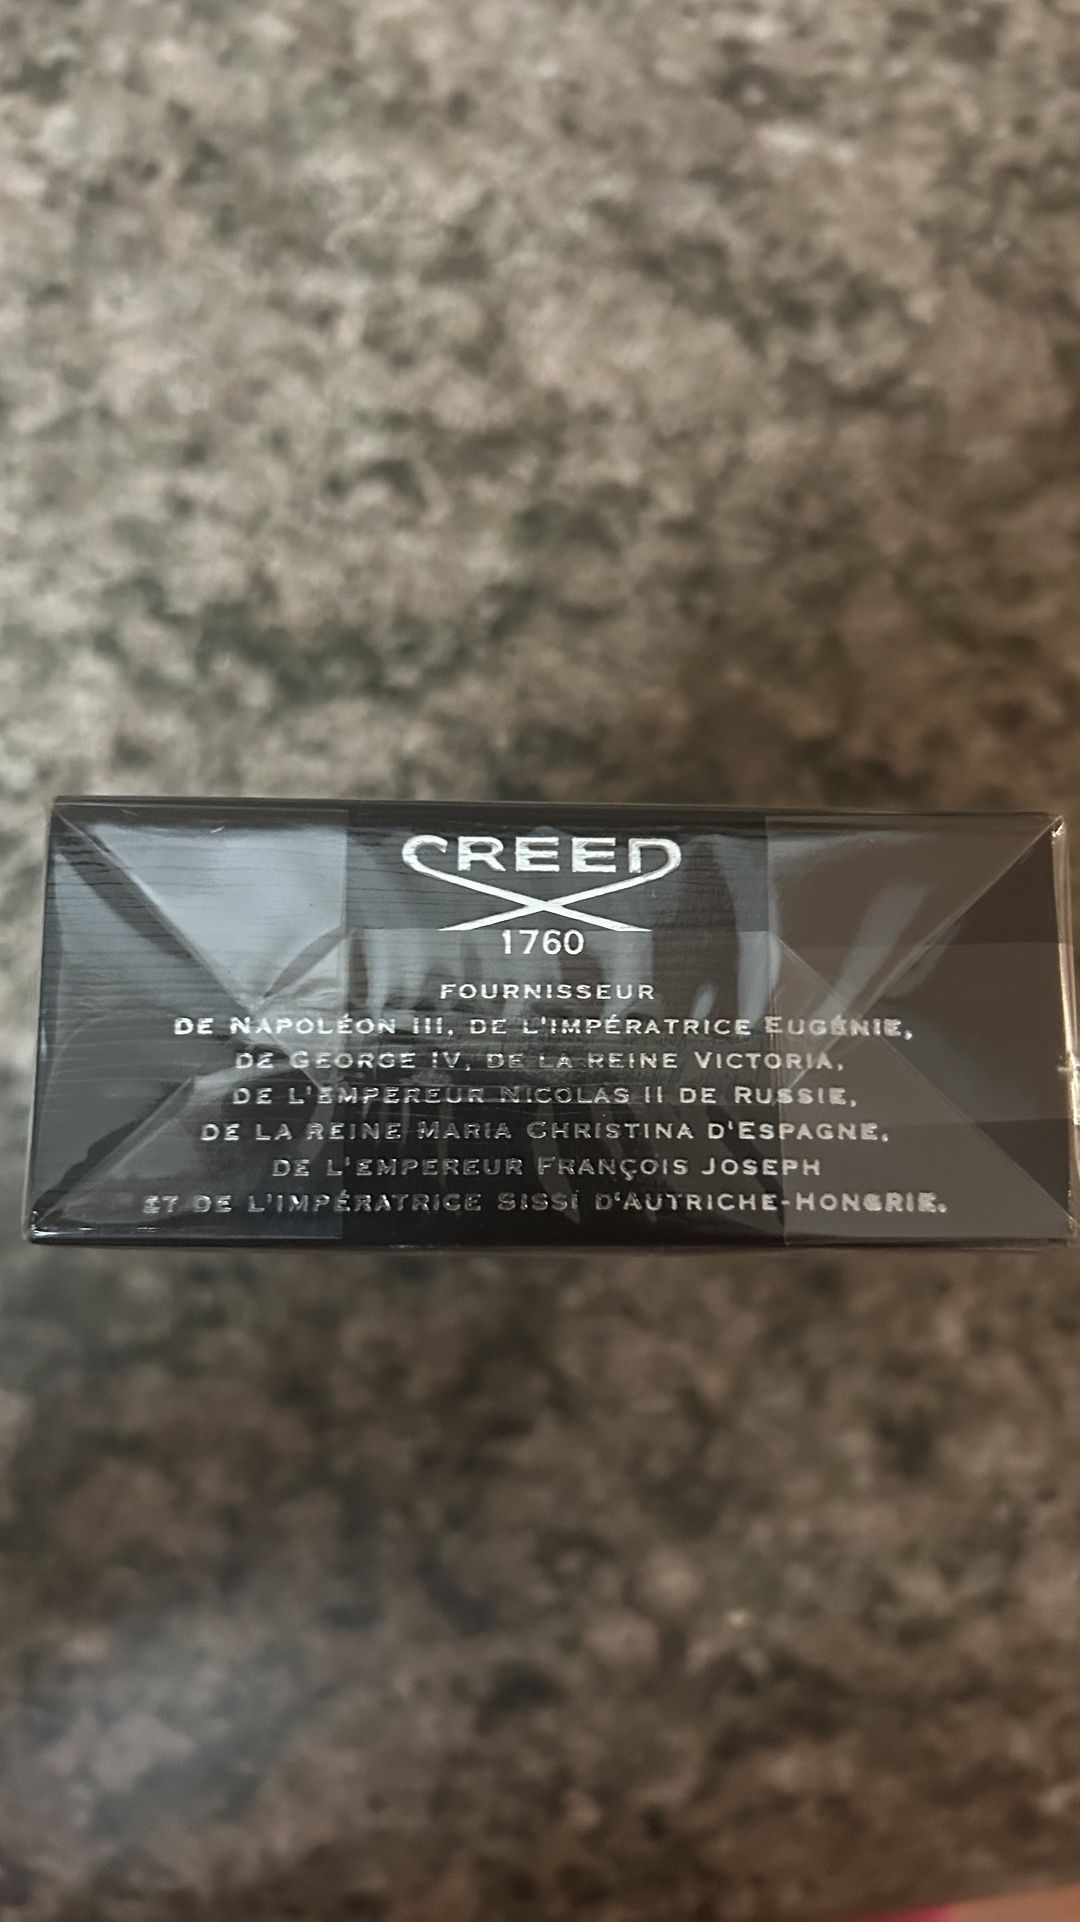 CREED
1760
FOURNISSEUR
DE NAPOLÉON III, DE L'IMPÉRATRICE EUGÉNIE,
DE GEORGE IV, DE LA REINE VICTORIA,
DE L'EMPEREUR NICOLAS II DE RUSSIE,
DE LA REINE MARIA CHRISTINA D'ESPAGNE,
DE L'EMPEREUR FRANÇOIS JOSEPH
ET DE L'IMPÉRATRICE SISSI D'AUTRICHE-HONGRIE.